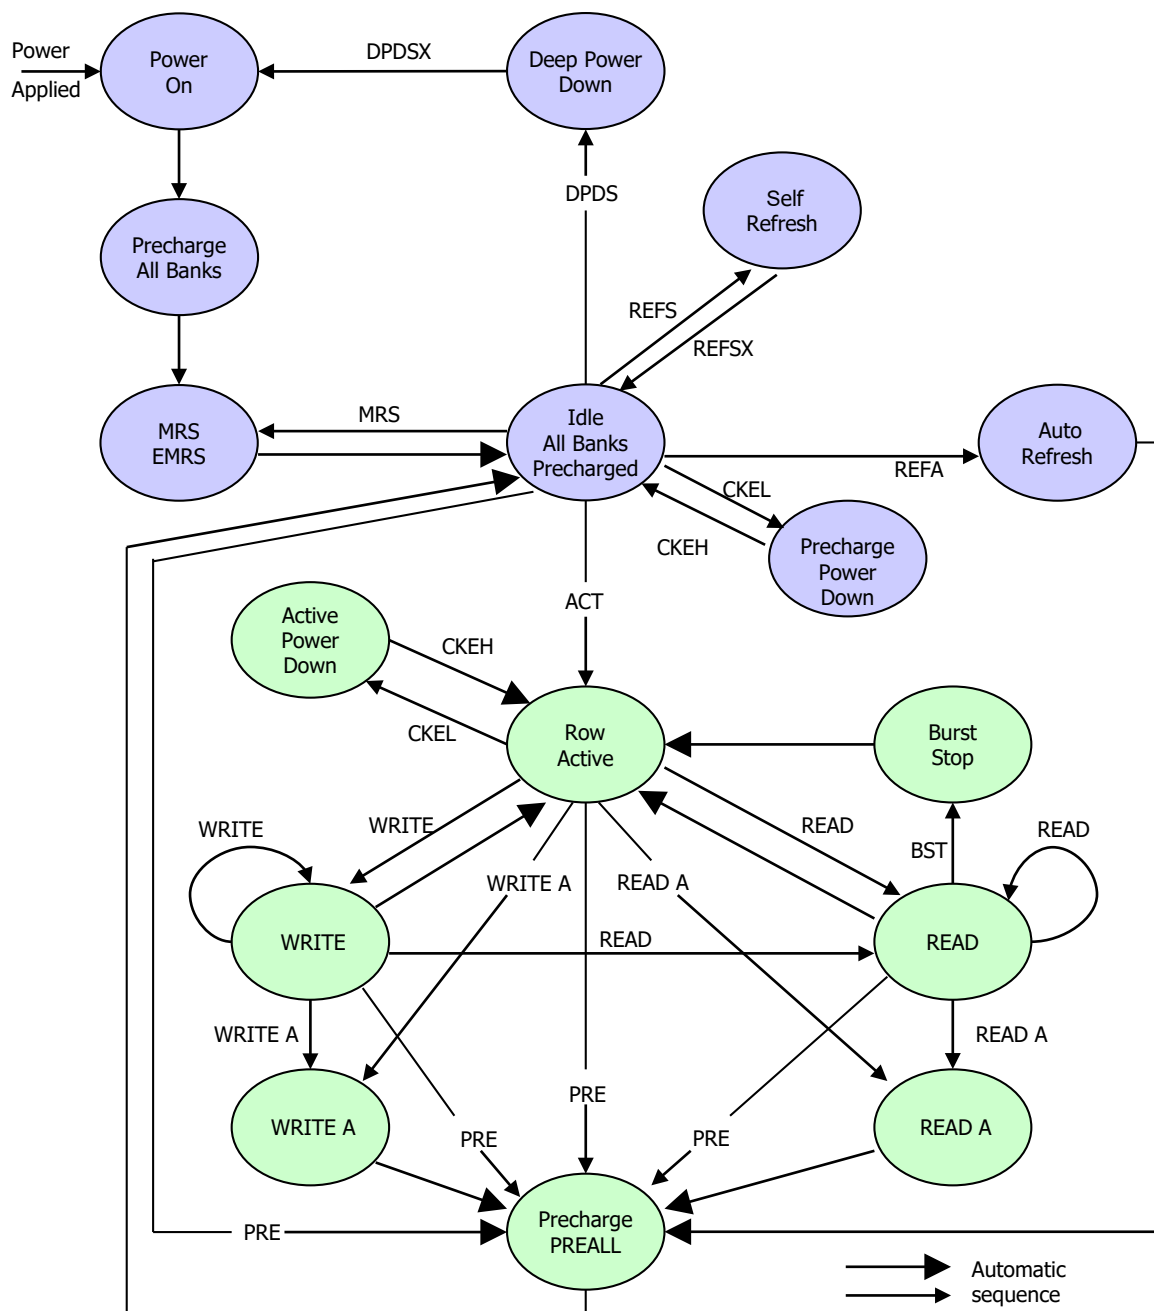 Power
Applied
Power
On
DPDSX
Deep Power
Down
DPDS
Self
Refresh
Precharge
All Banks
REFS
REFSX
MRS
EMRS
MRS
Idle
All Banks
Precharged
Auto
Refresh
REFA
CKEL
CKEH
Precharge
Power
Down
ACT
Active
Power
Down
CKEH
CKEL
Row
Active
Burst
Stop
WRITE
WRITE
READ
BST
READ
WRITE A
READ A
WRITE
READ
READ
WRITE A
READ A
WRITE A
PRE
READ A
PRE
PRE
Precharge
PREALL
PRE
Automatic
sequence